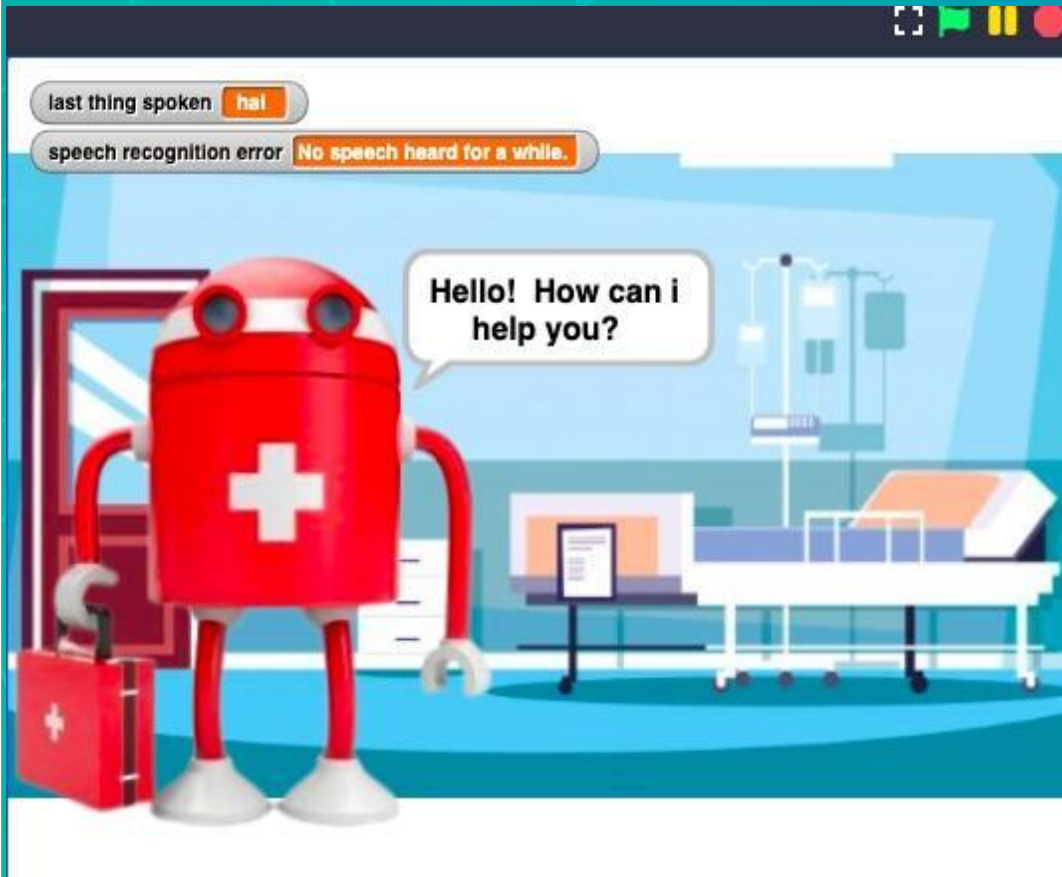 last thing spoken hai
speech recognition error No speech heard for a while.
Hello! How can i
help you?